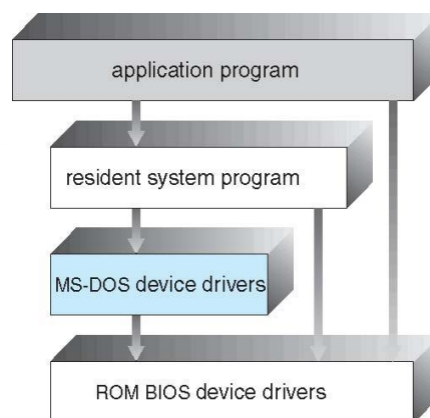 application program
resident system program
MS-DOS device drivers
ROM BIOS device drivers